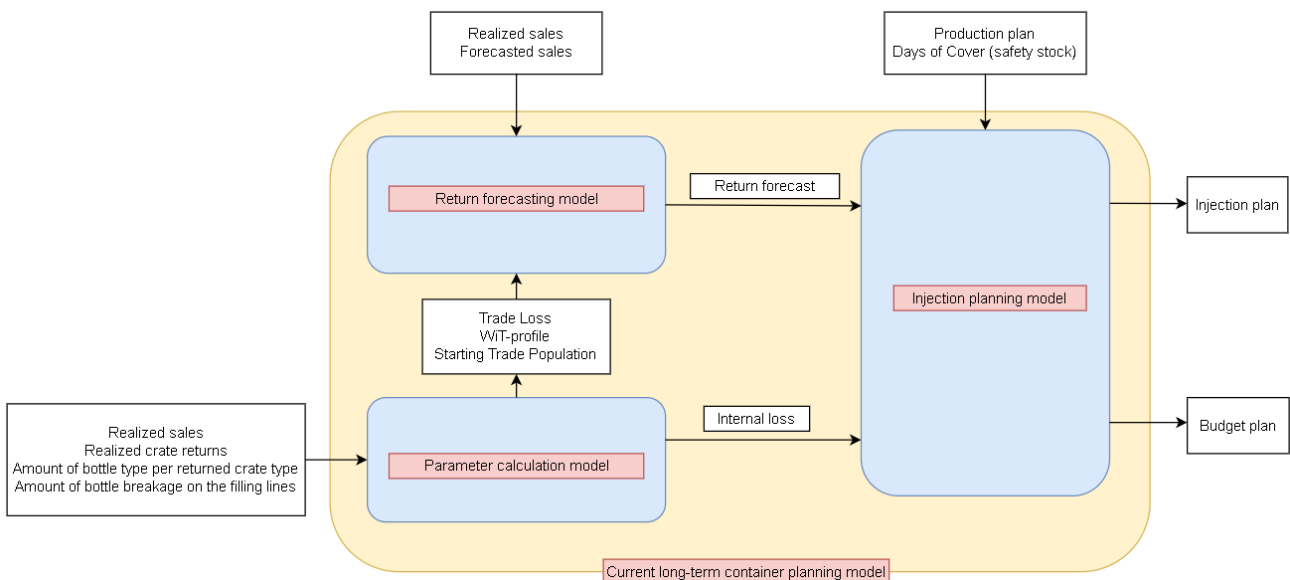 Realized sales
Forecasted sales
Production plan
Days of Cover (safety stock)
Return forecasting model
Return forecast
Injection plan
Injection planning model
Trade Loss
WiT-profile
Starting Trade Population
Realized sales
Realized crate returns
Amount of bottle type per returned crate type
Amount of bottle breakage on the filling lines
Parameter calculation model
Internal loss
Budget plan
Current long-term container planning model